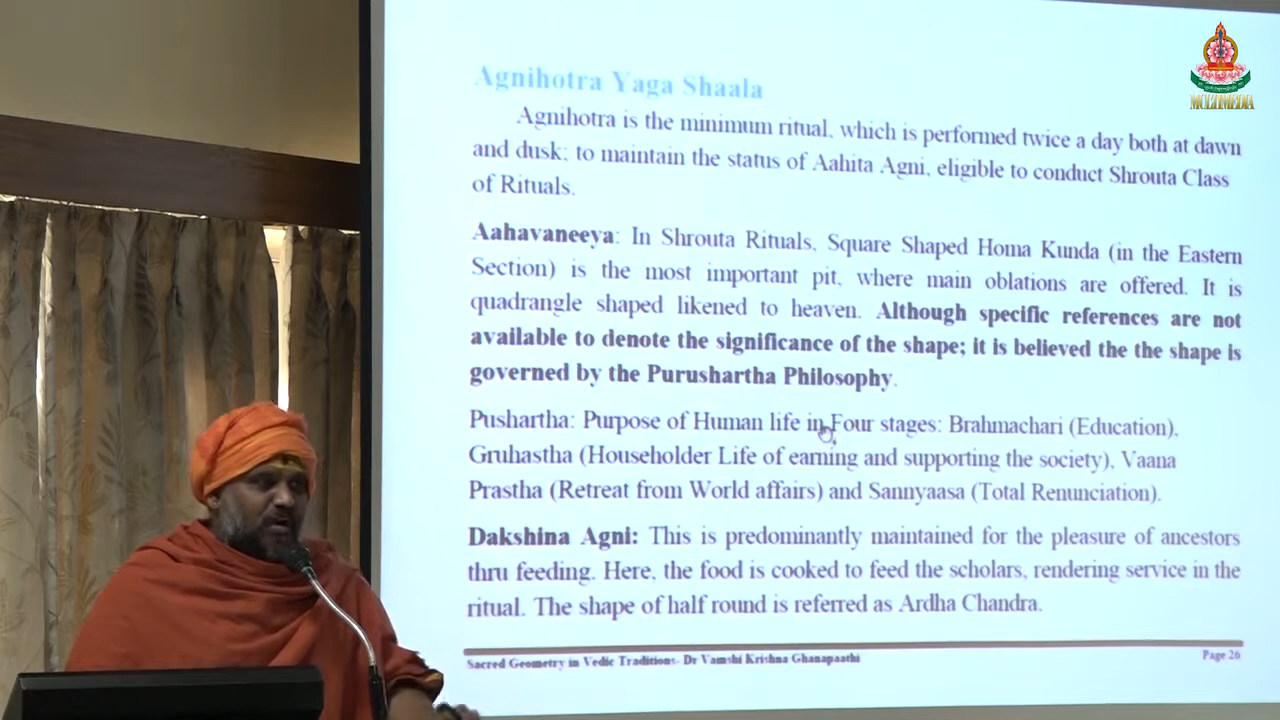 MULTIMEDIA
Agnihotra Yaga Shaala
Agnihotra is the minimum ritual, which is performed twice a day both at dawn
and dusk; to maintain the status of Aahita Agni, eligible to conduct Shrouta Class
of Rituals.
Aahavaneeya: In Shrouta Rituals, Square Shaped Homa Kunda (in the Eastern
Section) is the most important pit, where main oblations are offered. It is
quadrangle shaped likened to heaven. Although specific references are not
available to denote the significance of the shape; it is believed the the shape is
governed by the Purushartha Philosophy.
Pushartha: Purpose of Human life in Four stages: Brahmachari (Education),
Gruhastha (Householder Life of earning and supporting the society), Vaana
Prastha (Retreat from World affairs) and Sannyaasa (Total Renunciation).
Dakshina Agni: This is predominantly maintained for the pleasure of ancestors
thru feeding. Here, the food is cooked to feed the scholars, rendering service in the
ritual. The shape of half round is referred as Ardha Chandra.
Sacred Geometry in Vedic Traditions- Dr Vamshi Krishna Ghanapaathi
Page 26